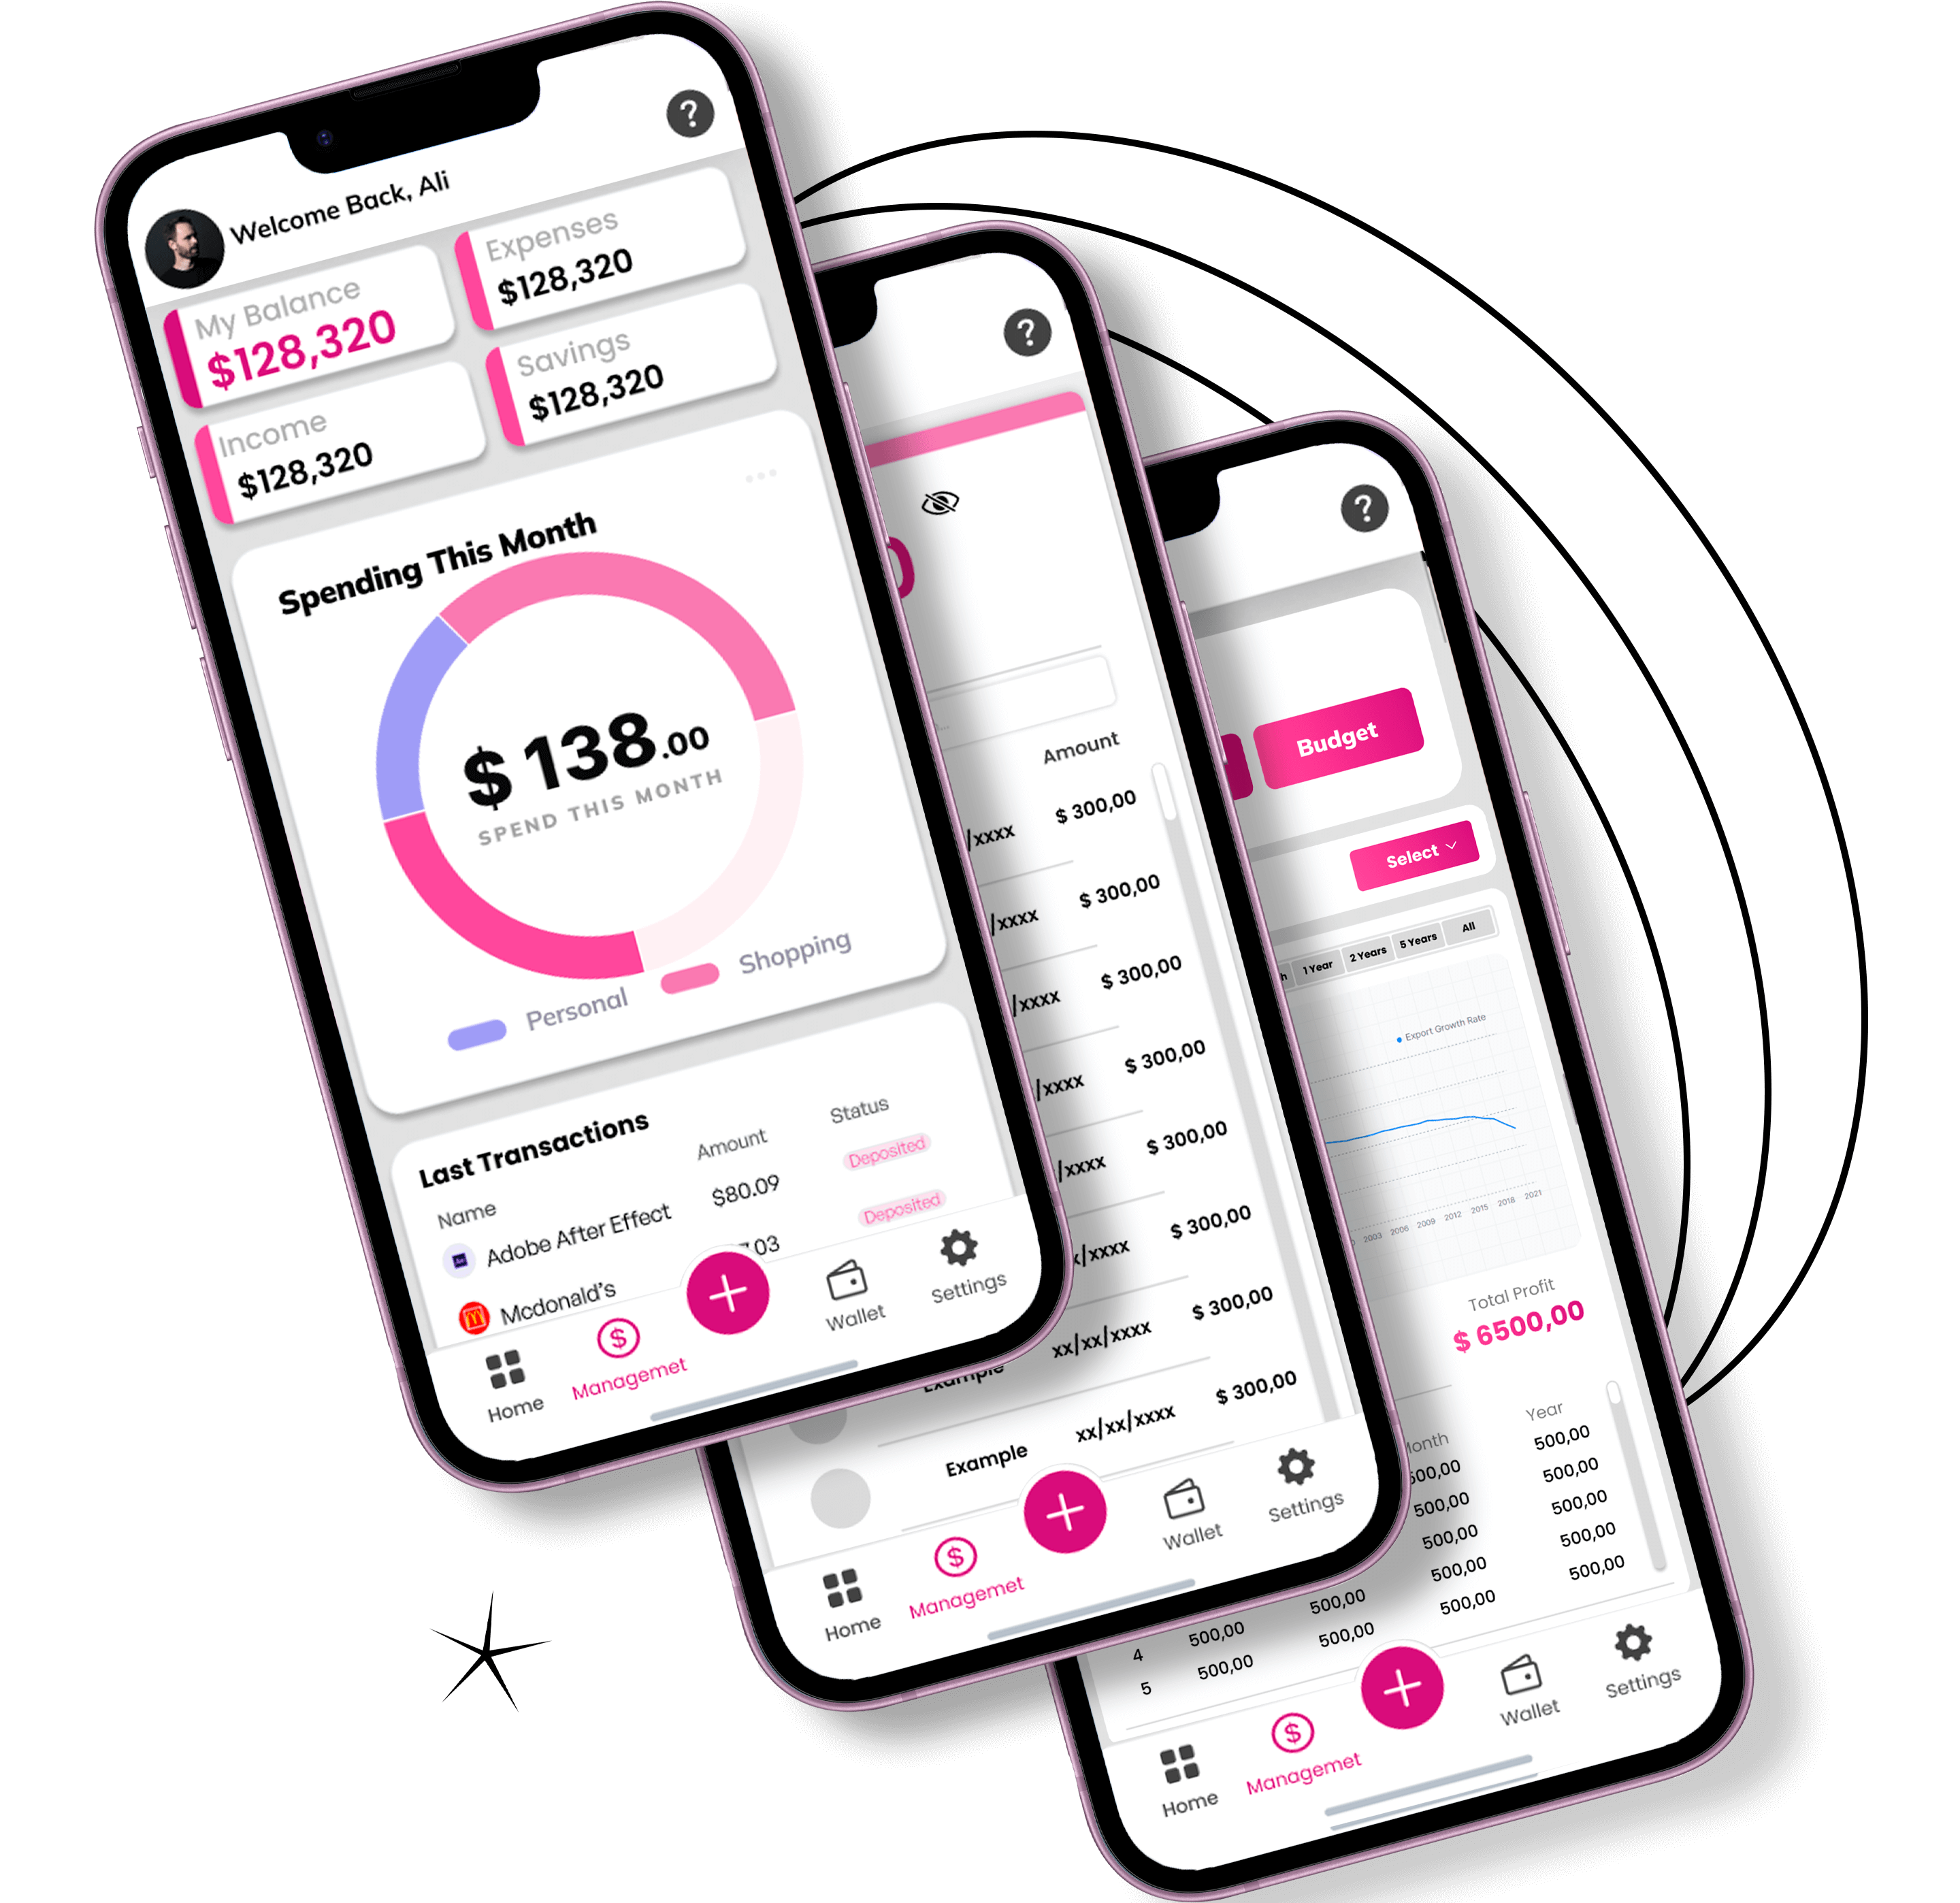 ?
Welcome Back, Ali
My Balance
$128,320
Expenses
$128,320
Income
$128,320
Savings
$128,320
Spending This Month
$ 138.00
SPEND THIS MONTH
Personal
Shopping
Last Transactions
Name
Amount
Status
Adobe After Effect
$80.09
Deposited
Mcdonald's
7.03
Deposited
Home
$
Managemet
Wallet
Settings
?
0
Amount
/xxxx
$ 300,00
/xxxx
$ 300,00
/xxxx
$ 300,00
/xxxx
$ 300,00
/xxxx
$ 300,00
x/xxxx
$ 300,00
xx/xx/xxxx
$ 300,00
Example
xx/xx/xxxx
$ 300,00
Example
Home
$
Managemet
Wallet
Settings
?
Budget
Select
h
1 Year
2 Years
5 Years
All
Export Growth Rate
2003
2006
2009
2012
2015
2018
2021
Total Profit
$ 6500,00
Month
Year
500,00
500,00
500,00
500,00
500,00
500,00
500,00
500,00
500,00
500,00
4
500,00
500,00
5
500,00
500,00
Home
$
Managemet
Wallet
Settings